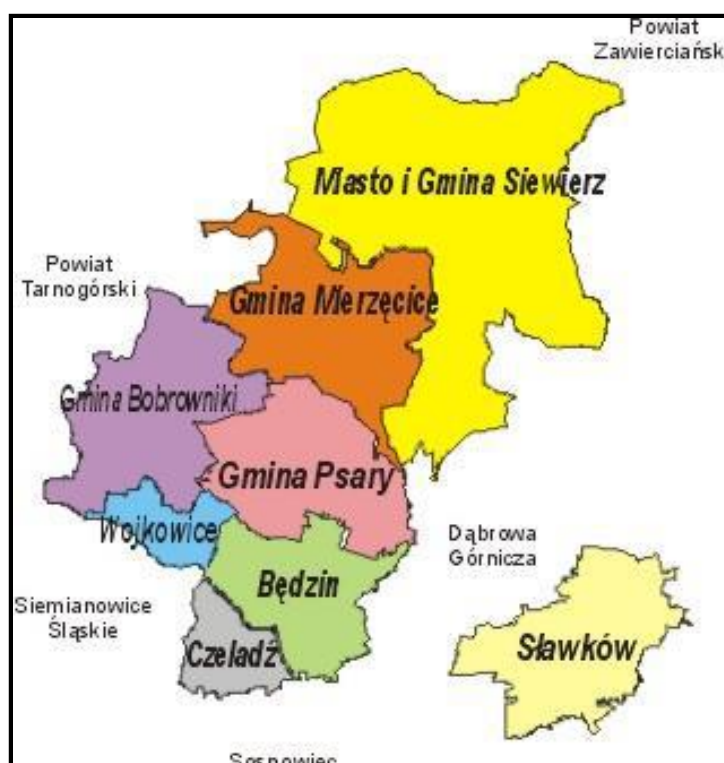 Powiat
Zawierciańsk
Miasto i Gmina Siewierz
Powiat
Tarnogórski
Gmina Mierzęcice
Gmina Bobrowniki
Gmina Psary
Wojkowice
Dąbrowa
Górnicza
Będzin
Siemianowice
Śląskie
Czeladź
Sławków
Sosnowiec